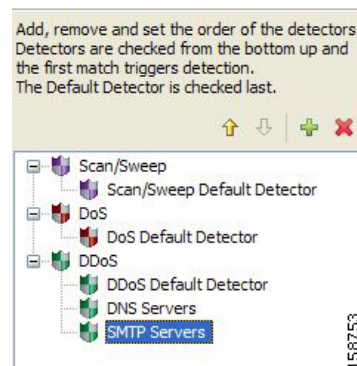 Add, remove and set the order of the detectors
Detectors are checked from the bottom up and
the first match triggers detection.
The Default Detector is checked last.
Scan/Sweep
Scan/Sweep Default Detector
DoS
DoS Default Detector
DDoS
DDoS Default Detector
DNS Servers
SMTP Servers
158753